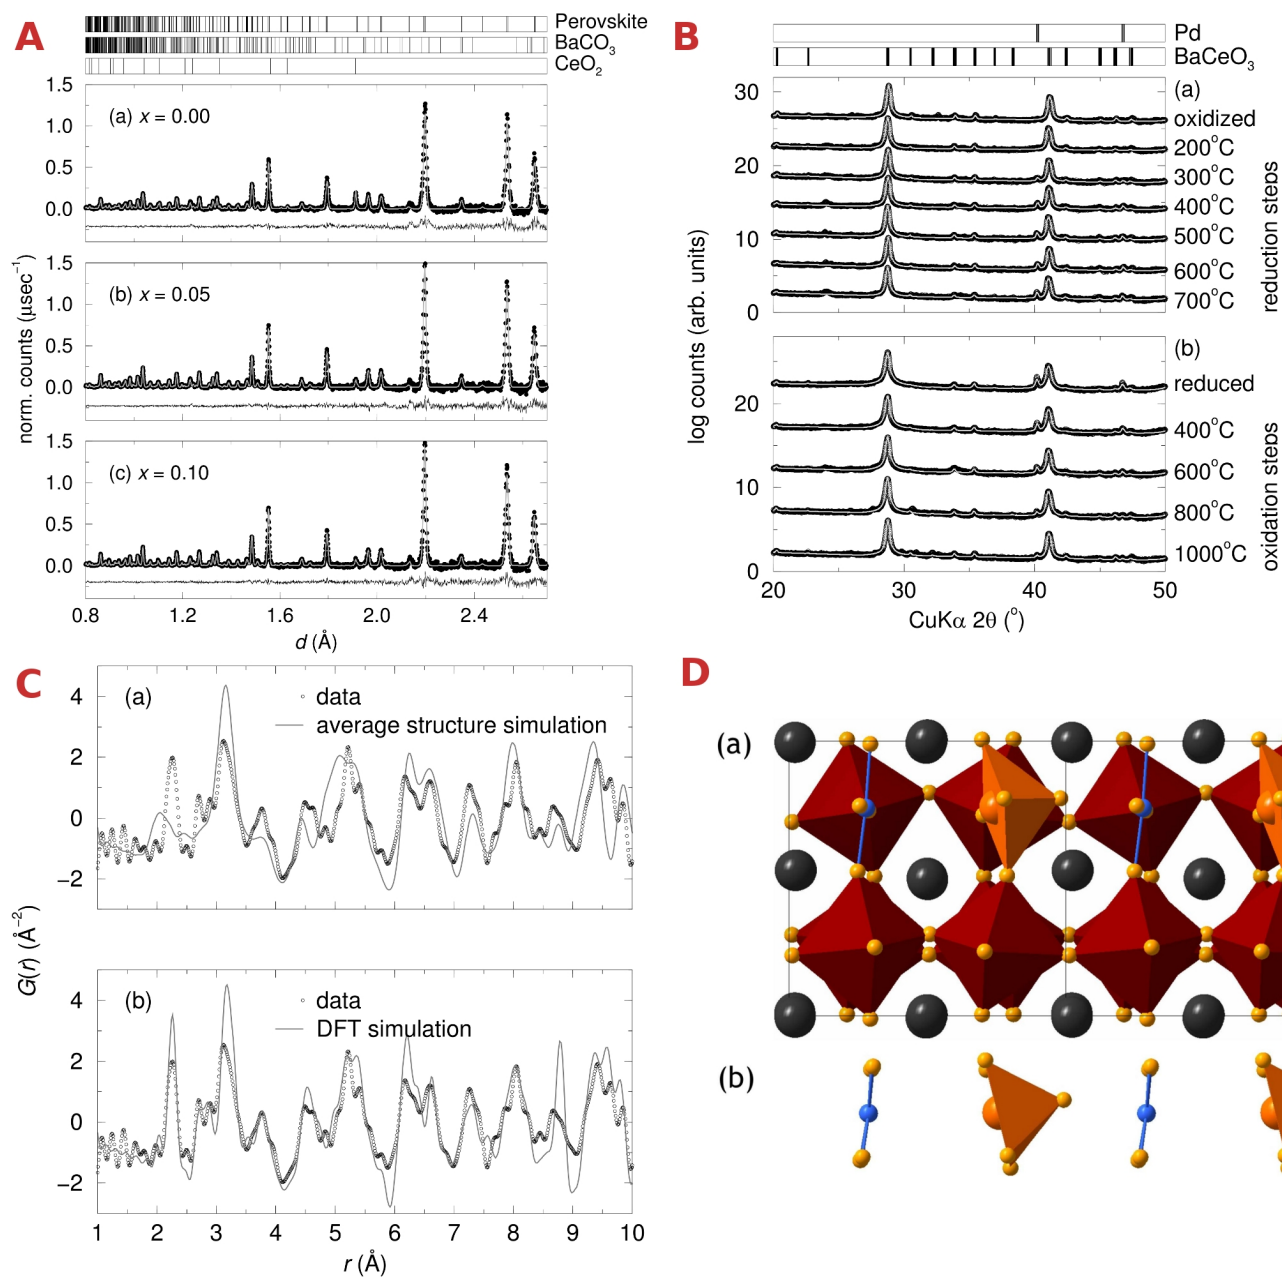 A
Perovskite
BaCO3
CeO2
1.5
(a) x = 0.00
1.0
0.5
0.0
1.5
(b) x = 0.05
1.0
0.5
0.0
1.5
(c) x = 0.10
1.0
0.5
0.0
norm. counts (μsec⁻¹)
0.8 1.2 1.6 2.0 2.4
d (Å)
B
Pd
BaCeO3
(a)
30
oxidized
200°C
20
300°C
400°C
10
500°C
600°C
0
700°C
reduction steps
(b)
reduced
20
400°C
600°C
10
800°C
1000°C
0
oxidation steps
log counts (arb. units)
20 30 40 50
CuKα 2θ (°)
C
(a)
data
average structure simulation
4
2
0
−2
(b)
data
DFT simulation
4
2
0
−2
G(r) (Å⁻²)
1 2 3 4 5 6 7 8 9 10
r (Å)
D
(a)
(b)